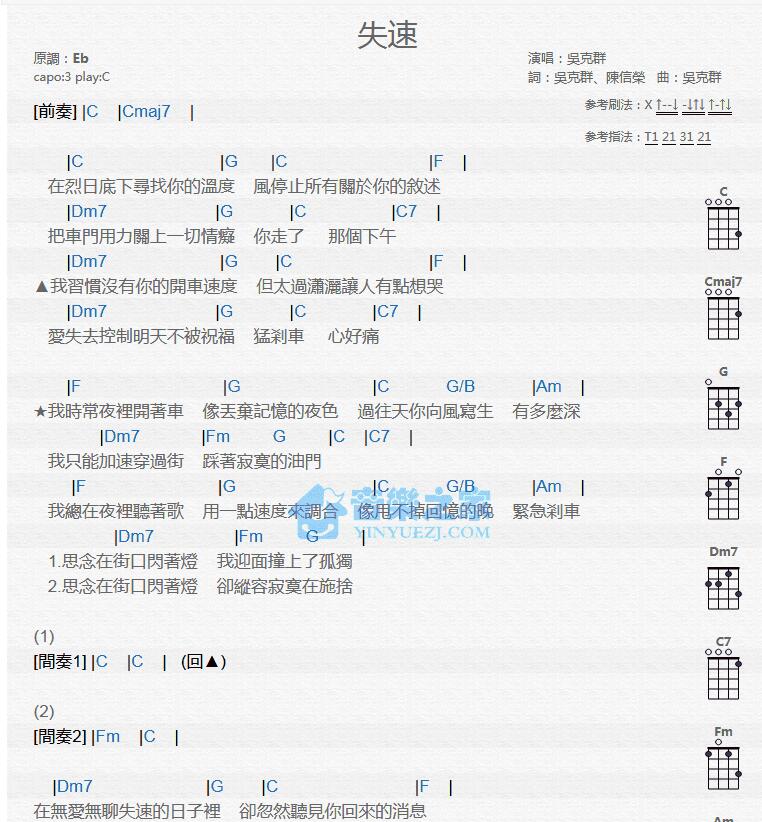 失速
原調：Eb
capo:3 play:C
演唱：吳克群
詞：吳克群、陳信榮 曲：吳克群
[前奏] |C |Cmaj7 |
參考刷法：X ↑--↓ -↓↑↓ ↑-↑↓
參考指法：T1 21 31 21
|C |G |C |F |
在烈日底下尋找你的溫度 風停止所有關於你的敘述
|Dm7 |G |C |C7 |
把車門用力關上一切情癡 你走了 那個下午
|Dm7 |G |C |F |
▲我習慣沒有你的開車速度 但太過瀟灑讓人有點想哭
|Dm7 |G |C |C7 |
愛失去控制明天不被祝福 猛剎車 心好痛
|F |G |C G/B |Am |
★我時常夜裡開著車 像丟棄記憶的夜色 過往天你向風寫生 有多麼深
|Dm7 |Fm G |C |C7 |
我只能加速穿過街 踩著寂寞的油門
|F |G |C G/B |Am |
我總在夜裡聽著歌 用一點速度來調合 像甩不掉回憶的晚 緊急剎車
|Dm7 |Fm G |
1.思念在街口閃著燈 我迎面撞上了孤獨
2.思念在街口閃著燈 卻縱容寂寞在施捨
音樂之家
YINYUEZJ.COM
(1)
[間奏1] |C |C | (回▲)
(2)
[間奏2] |Fm |C |
|Dm7 |G |C |F |
在無愛無聊失速的日子裡 卻忽然聽見你回來的消息
C
Cmaj7
G
F
Dm7
C7
Fm
Am